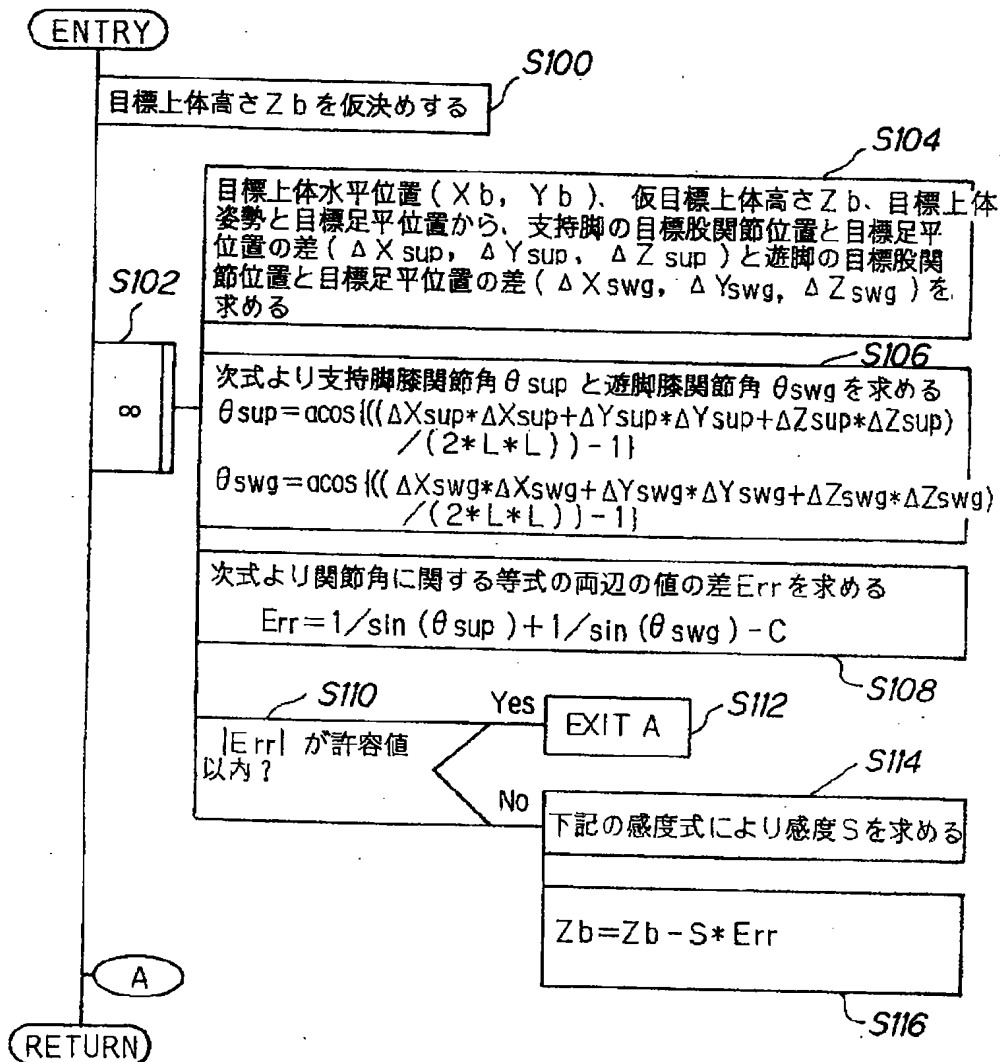 ENTRY
S100
目標上体高さZbを仮決めする
S104
目標上体水平位置(Xb, Yb)、仮目標上体高さZb、目標上体
姿勢と目標足平位置から、支持脚の目標股関節位置と目標足平
位置の差(ΔXsup, ΔYsup, ΔZsup)と遊脚の目標股関
節位置と目標足平位置の差(ΔXswg, ΔYswg, ΔZswg)を
求める
S102
∞
S106
次式より支持脚膝関節角θsupと遊脚膝関節角θswgを求める
θsup=acos{((ΔXsup*ΔXsup+ΔYsup*ΔYsup+ΔZsup*ΔZsup)
/(2*L*L))-1}
θswg=acos{((ΔXswg*ΔXswg+ΔYswg*ΔYswg+ΔZswg*ΔZswg)
/(2*L*L))-1}
次式より関節角に関する等式の両辺の値の差Errを求める
Err=1/sin(θsup)+1/sin(θswg)-C
S108
S110
|Err|が許容値
以内?
Yes
EXIT A
S112
No
S114
下記の感度式により感度Sを求める
Zb=Zb-S*Err
S116
A
RETURN